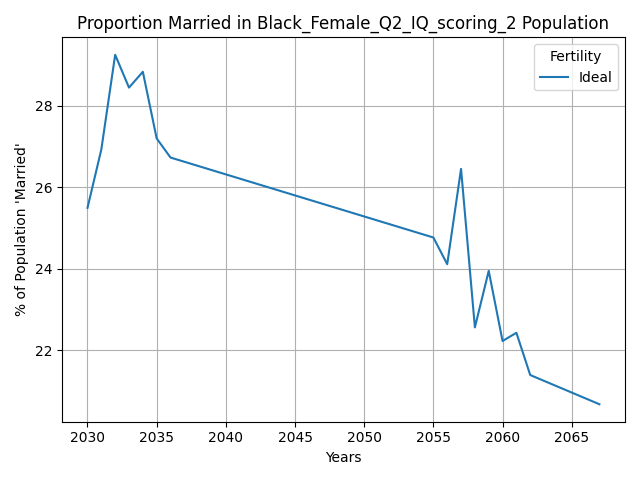 Proportion Married in Black_Female_Q2_IQ_scoring_2 Population
Fertility
Ideal
% of Population 'Married'
28
26
24
22
2030 2035 2040 2045 2050 2055 2060 2065
Years